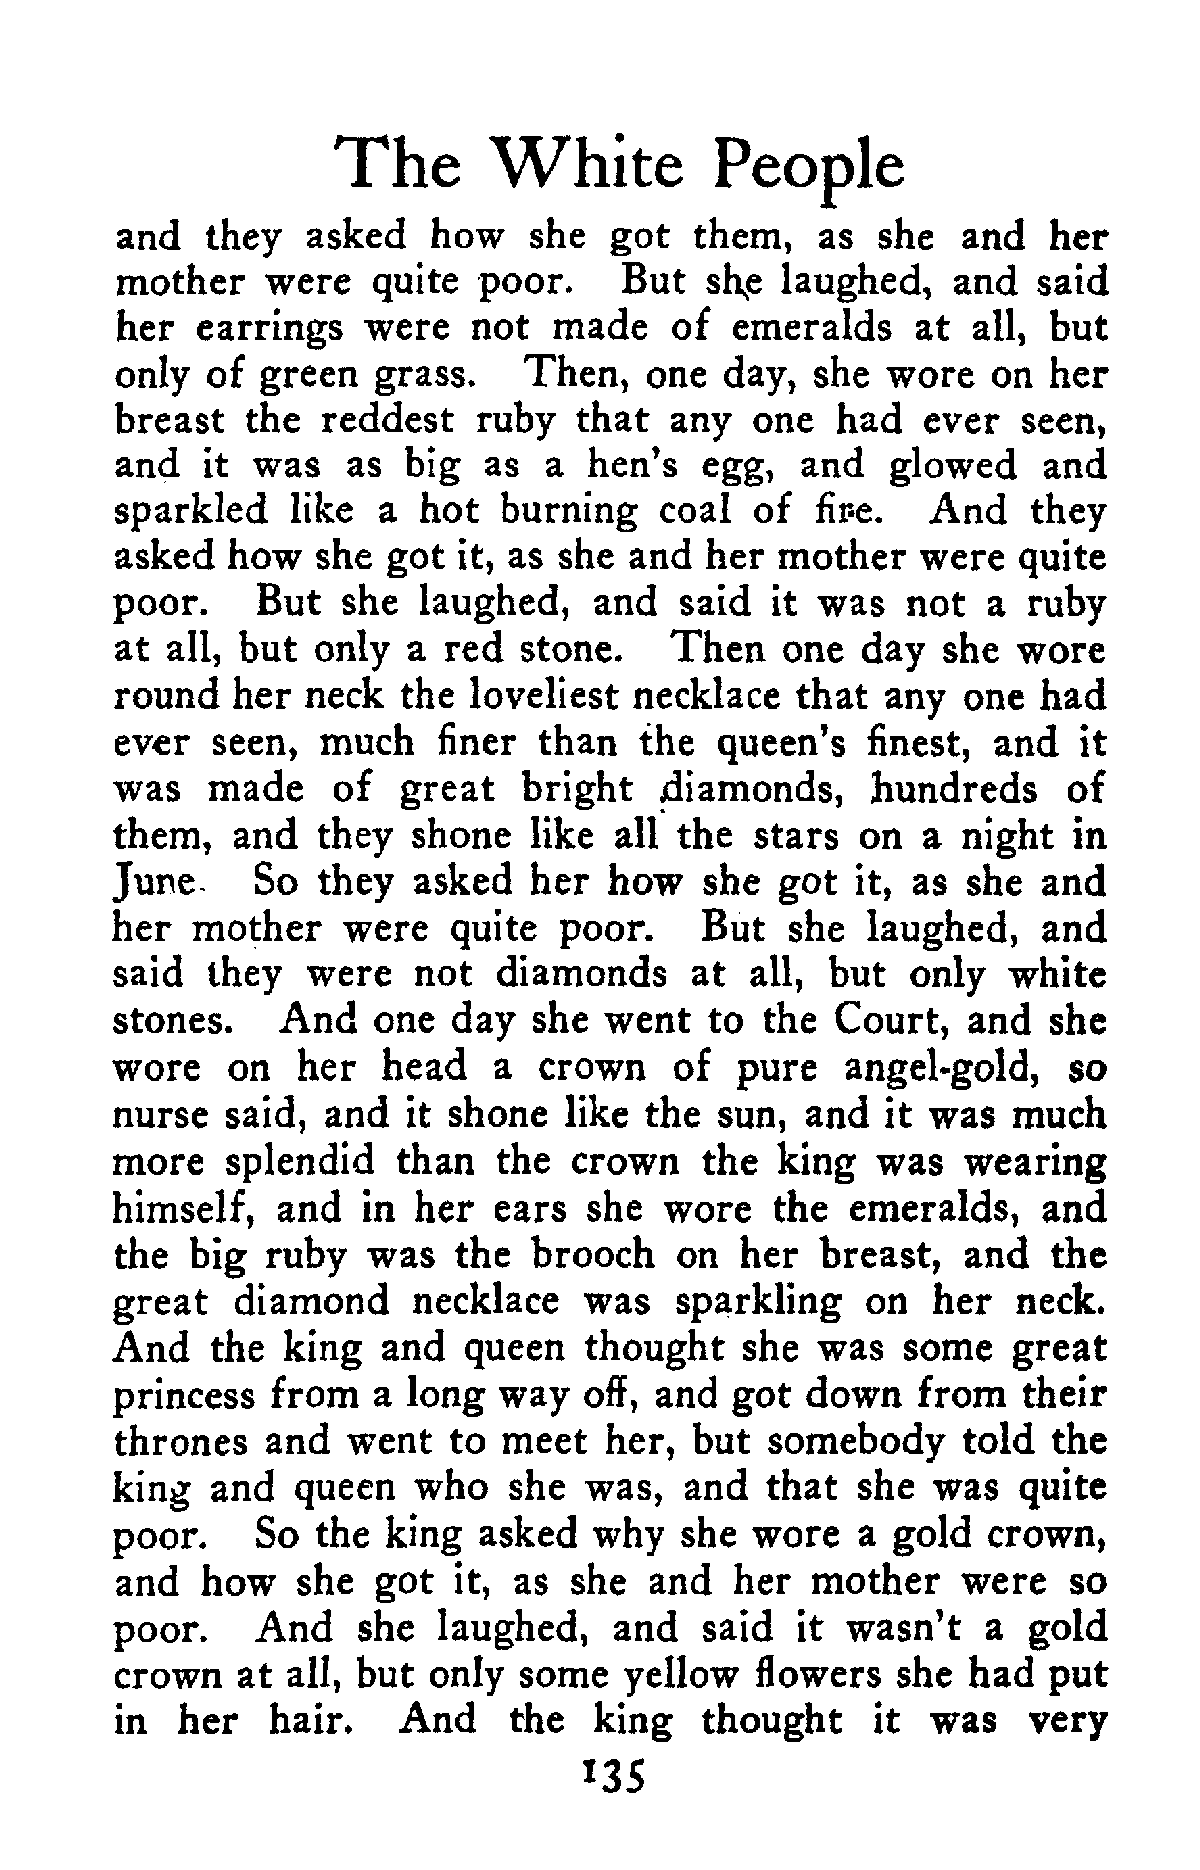 The White People
and they asked how she got them, as she and her
mother were quite poor. But she laughed, and said
her earrings were not made of emeralds at all, but
only of green grass. Then, one day, she wore on her
breast the reddest ruby that any one had ever seen,
and it was as big as a hen's egg, and glowed and
sparkled like a hot burning coal of fire. And they
asked how she got it, as she and her mother were quite
poor. But she laughed, and said it was not a ruby
at all, but only a red stone. Then one day she wore
round her neck the loveliest necklace that any one had
ever seen, much finer than the queen's finest, and it
was made of great bright diamonds, hundreds of
them, and they shone like all the stars on a night in
June. So they asked her how she got it, as she and
her mother were quite poor. But she laughed, and
said they were not diamonds at all, but only white
stones. And one day she went to the Court, and she
wore on her head a crown of pure angel-gold, so
nurse said, and it shone like the sun, and it was much
more splendid than the crown the king was wearing
himself, and in her ears she wore the emeralds, and
the big ruby was the brooch on her breast, and the
great diamond necklace was sparkling on her neck.
And the king and queen thought she was some great
princess from a long way off, and got down from their
thrones and went to meet her, but somebody told the
king and queen who she was, and that she was quite
poor. So the king asked why she wore a gold crown,
and how she got it, as she and her mother were so
poor. And she laughed, and said it wasn't a gold
crown at all, but only some yellow flowers she had put
in her hair. And the king thought it was very
135